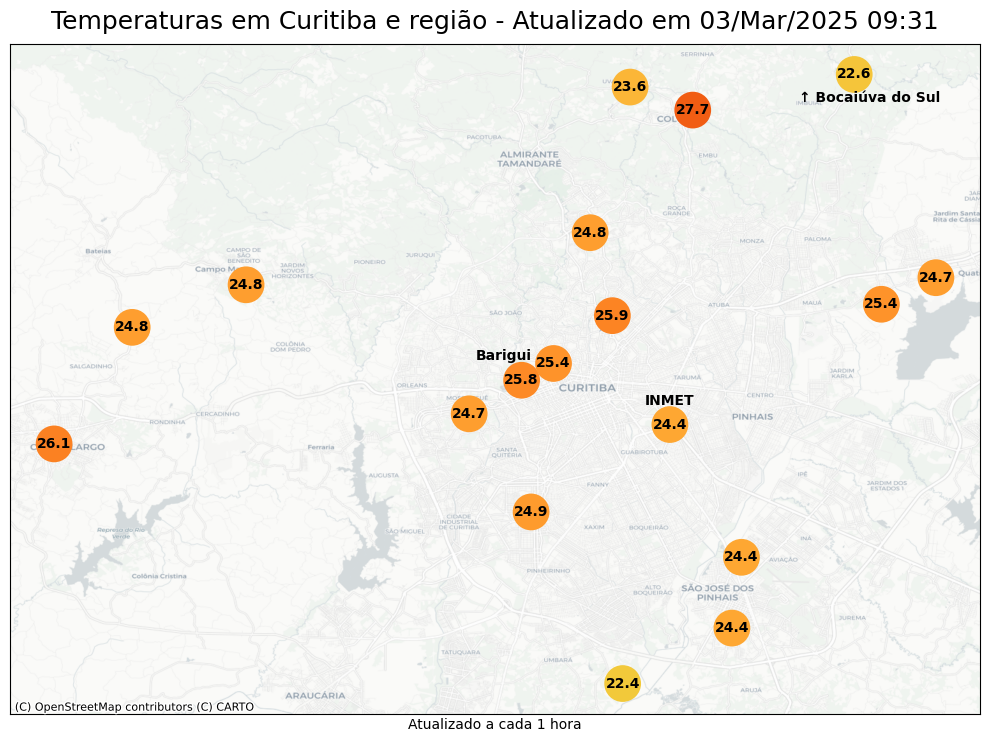 Temperaturas em Curitiba e região - Atualizado em 03/Mar/2025 09:31
SERRINHA
22.6
23.6
↑ Bocaiúva do Sul
27.7
PACOTUBA
ALMIRANTE
TAMANDARÉ
EMBU
ROÇA
GRANDE
Jardim Santa
Rita de Cássia
24.8
MONZA
PALOMA
Bateias
CAMPO DE
SÃO
BENEDITO
JURUQUI
PIONEIRO
JARDIM
NOVOS
HORIZONTES
Campo M
24.8
24.7
Quat
25.4
ATUBA
MAUÁ
SÃO JOÃO
25.9
24.8
COLÔNIA
DOM PEDRO
Barigui
25.4
SALGADINHO
25.8
CURITIBA
TARUMÃ
JARDIM
KARLA
ORLEANS
INMET
CENTRO
24.7
CERCADINHO
RONDINHA
24.4
PINHAIS
26.1
LARGO
Ferraria
SANTA
QUITÉRIA
GUABIROTUBA
AUGUSTA
IPÊ
FANNY
JARDIM DOS
ESTADOS I
24.9
CIDADE
INDUSTRIAL
DE CURITIBA
XAXIM
BOQUEIRÃO
Represa do Rio
Verde
INÁ
24.4
AVIAÇÃO
PINHEIRINHO
Colônia Cristina
ALTO
BOQUEIRÃO
SÃO JOSÉ DOS
PINHAIS
JUREMA
24.4
TATUQUARA
UMBARÁ
22.4
ARUJÁ
ARAUCÁRIA
(C) OpenStreetMap contributors (C) CARTO
Atualizado a cada 1 hora